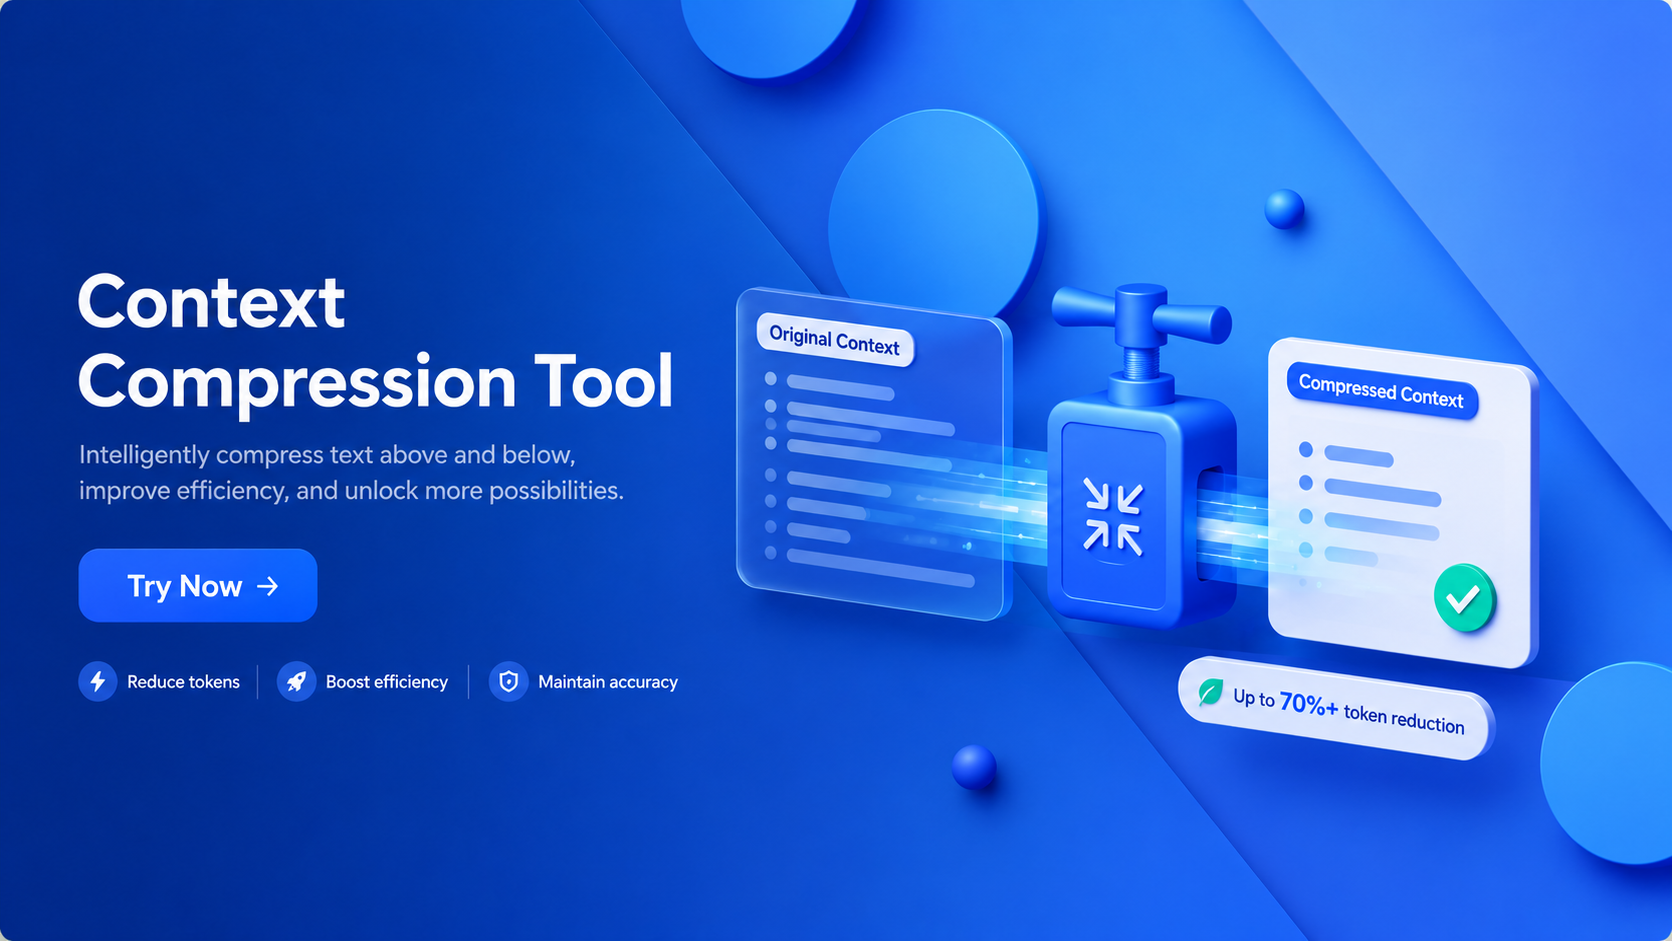 Context
Compression Tool
Intelligently compress text above and below,
improve efficiency, and unlock more possibilities.
Try Now →
Reduce tokens
Boost efficiency
Maintain accuracy
Original Context
Compressed Context
Up to 70%+ token reduction